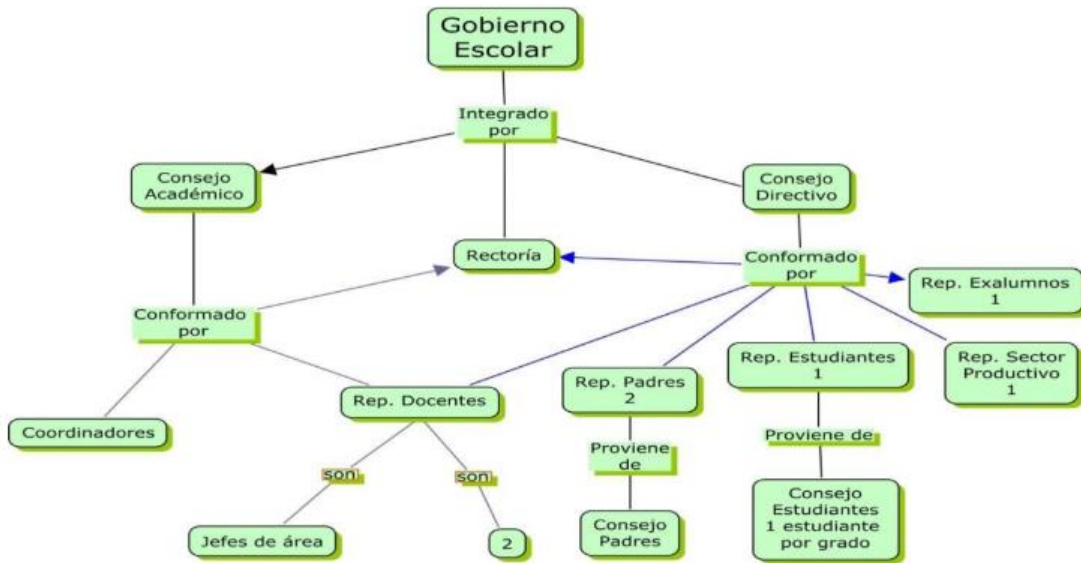 Gobierno
Escolar
Integrado
por
Consejo
Académico
Consejo
Directivo
Rectoría
Conformado
por
Rep. Exalumnos
1
Conformado
por
Rep. Estudiantes
1
Rep. Sector
Productivo
1
Rep. Padres
2
Rep. Docentes
Coordinadores
Proviene de
Proviene
de
son
son
Consejo
Estudiantes
1 estudiante
por grado
Consejo
Padres
Jefes de área
2